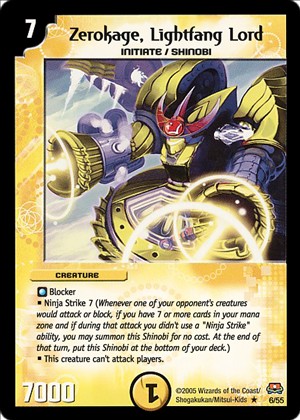 7
Zerokage, Lightfang Lord
INITIATE / SHINOBI
CREATURE
Blocker
■ Ninja Strike 7 (Whenever one of your opponent's creatures
would attack or block, if you have 7 or more cards in your mana
zone and if during that attack you didn't use a "Ninja Strike"
ability, you may summon this Shinobi for no cost. At the end of
that turn, put this Shinobi at the bottom of your deck.)
■ This creature can't attack players.
7000
1
©2005 Wizards of the Coast/
Shogakukan/Mitsui-Kids ★ 6/55